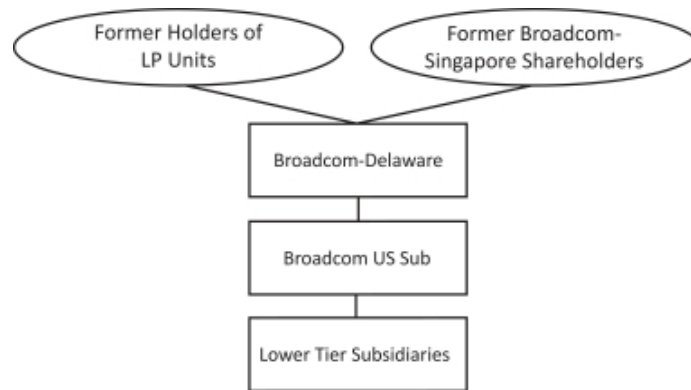 Former Holders of
LP Units
Former Broadcom-
Singapore Shareholders
Broadcom-Delaware
Broadcom US Sub
Lower Tier Subsidiaries